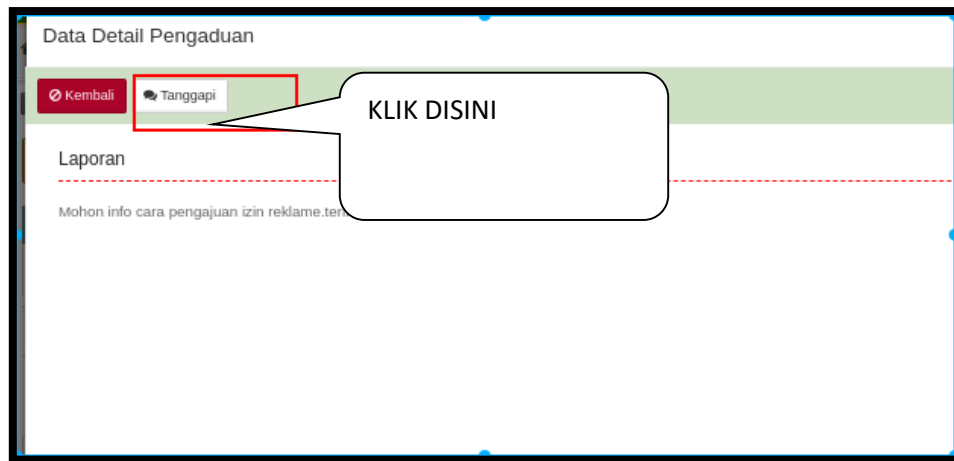 Data Detail Pengaduan
Kembali
Tanggapi
KLIK DISINI
Laporan
Mohon info cara pengajuan izin reklame.